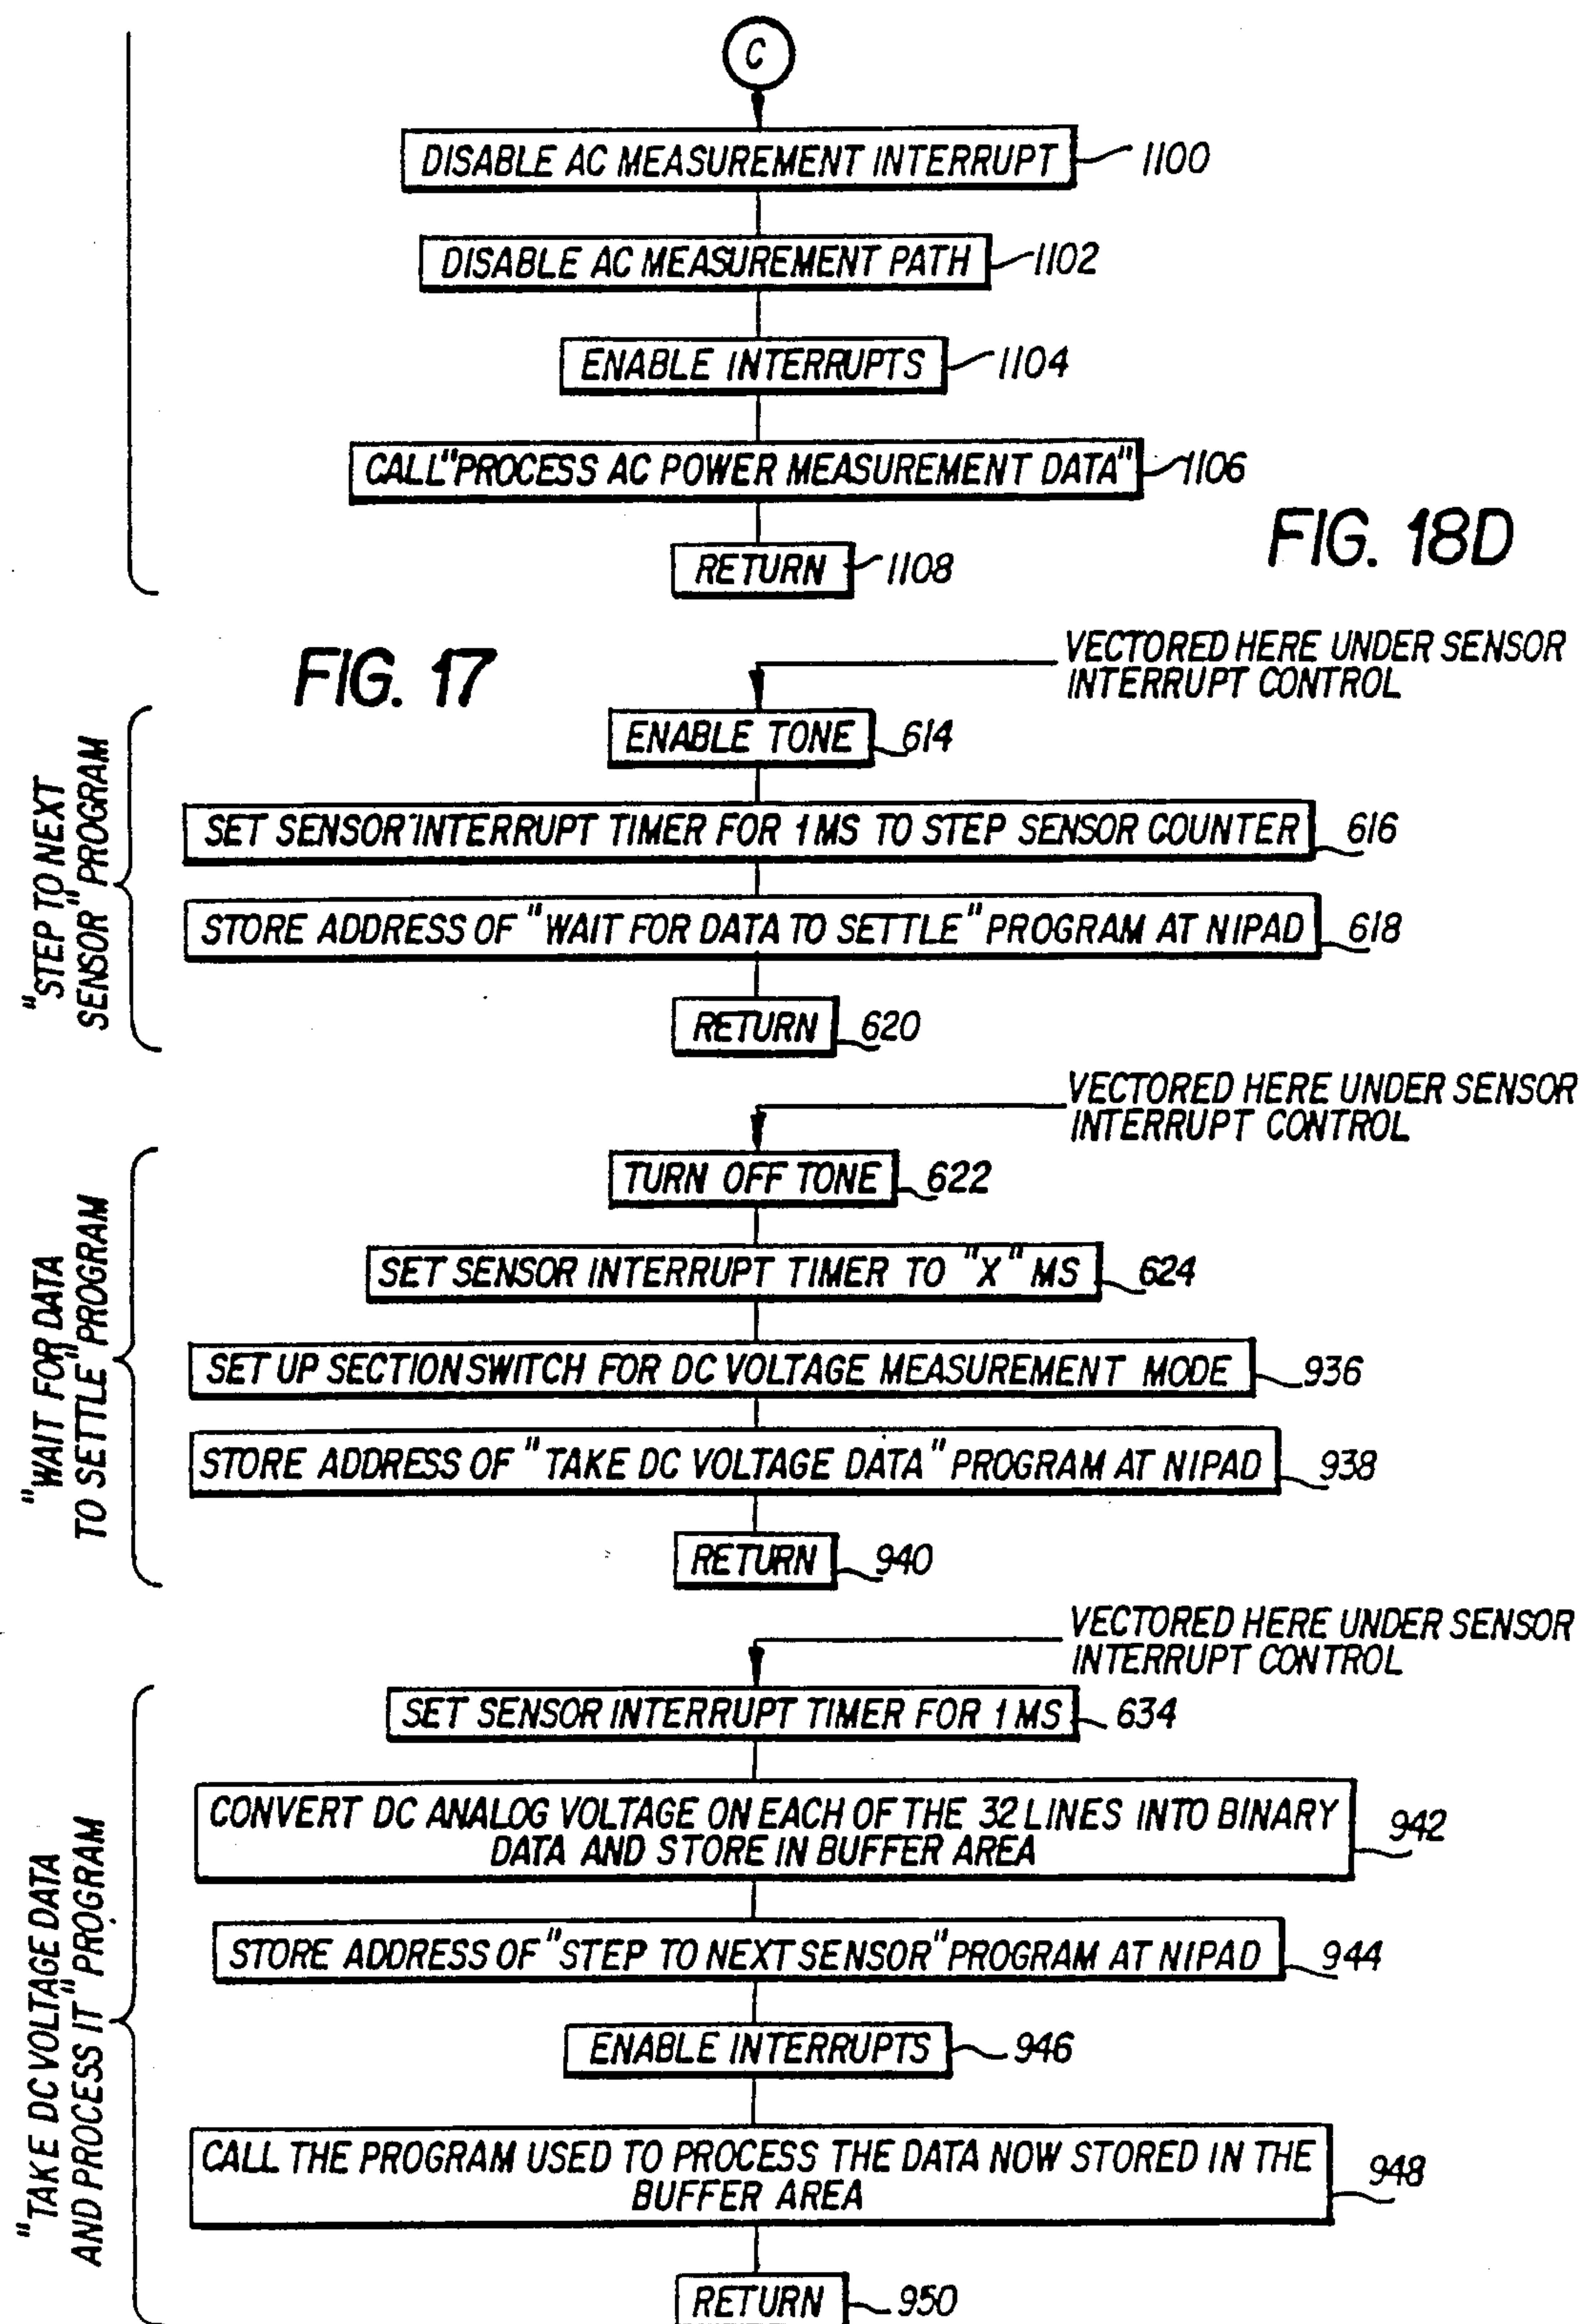 C
DISABLE AC MEASUREMENT INTERRUPT 1100
DISABLE AC MEASUREMENT PATH 1102
ENABLE INTERRUPTS 1104
CALL "PROCESS AC POWER MEASUREMENT DATA" 1106
RETURN 1108
FIG. 18D
FIG. 17
VECTORED HERE UNDER SENSOR
INTERRUPT CONTROL
"STEP TO NEXT
SENSOR" PROGRAM
ENABLE TONE 614
SET SENSOR INTERRUPT TIMER FOR 1 MS TO STEP SENSOR COUNTER 616
STORE ADDRESS OF "WAIT FOR DATA TO SETTLE" PROGRAM AT NIPAD 618
RETURN 620
VECTORED HERE UNDER SENSOR
INTERRUPT CONTROL
"WAIT FOR DATA
TO SETTLE" PROGRAM
TURN OFF TONE 622
SET SENSOR INTERRUPT TIMER TO "X" MS 624
SET UP SECTION SWITCH FOR DC VOLTAGE MEASUREMENT MODE 936
STORE ADDRESS OF "TAKE DC VOLTAGE DATA" PROGRAM AT NIPAD 938
RETURN 940
VECTORED HERE UNDER SENSOR
INTERRUPT CONTROL
"TAKE DC VOLTAGE DATA
AND PROCESS IT" PROGRAM
SET SENSOR INTERRUPT TIMER FOR 1 MS 634
CONVERT DC ANALOG VOLTAGE ON EACH OF THE 32 LINES INTO BINARY
DATA AND STORE IN BUFFER AREA 942
STORE ADDRESS OF "STEP TO NEXT SENSOR" PROGRAM AT NIPAD 944
ENABLE INTERRUPTS 946
CALL THE PROGRAM USED TO PROCESS THE DATA NOW STORED IN THE
BUFFER AREA 948
RETURN 950